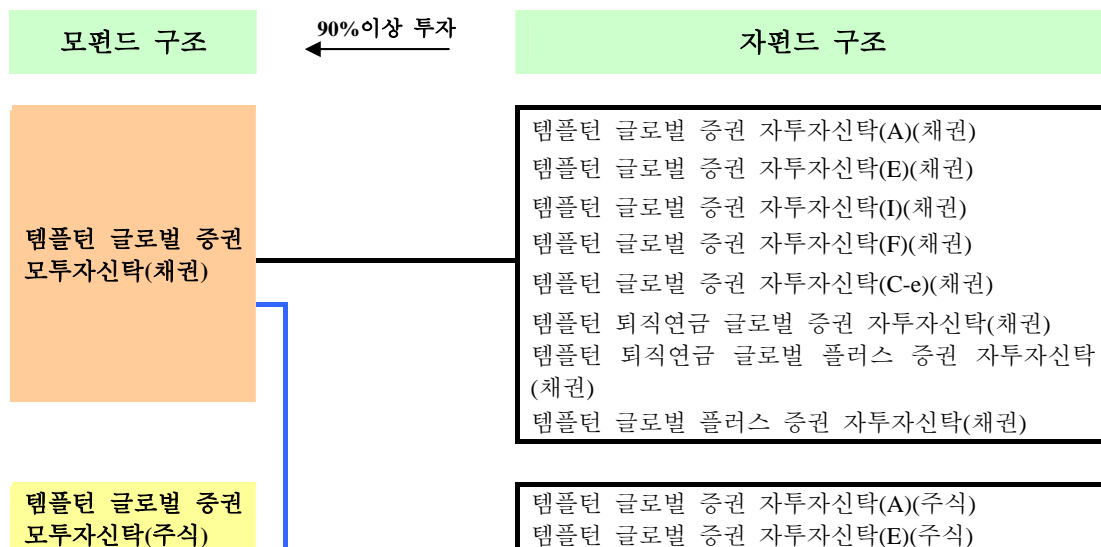 모펀드 구조
90%이상 투자
자펀드 구조
템플턴 글로벌 증권
모투자신탁(채권)
템플턴 글로벌 증권 자투자신탁(A)(채권)
템플턴 글로벌 증권 자투자신탁(E)(채권)
템플턴 글로벌 증권 자투자신탁(I)(채권)
템플턴 글로벌 증권 자투자신탁(F)(채권)
템플턴 글로벌 증권 자투자신탁(C-e)(채권)
템플턴 퇴직연금 글로벌 증권 자투자신탁(채권)
템플턴 퇴직연금 글로벌 플러스 증권 자투자신탁
(채권)
템플턴 글로벌 플러스 증권 자투자신탁(채권)
템플턴 글로벌 증권
모투자신탁(주식)
템플턴 글로벌 증권 자투자신탁(A)(주식)
템플턴 글로벌 증권 자투자신탁(E)(주식)